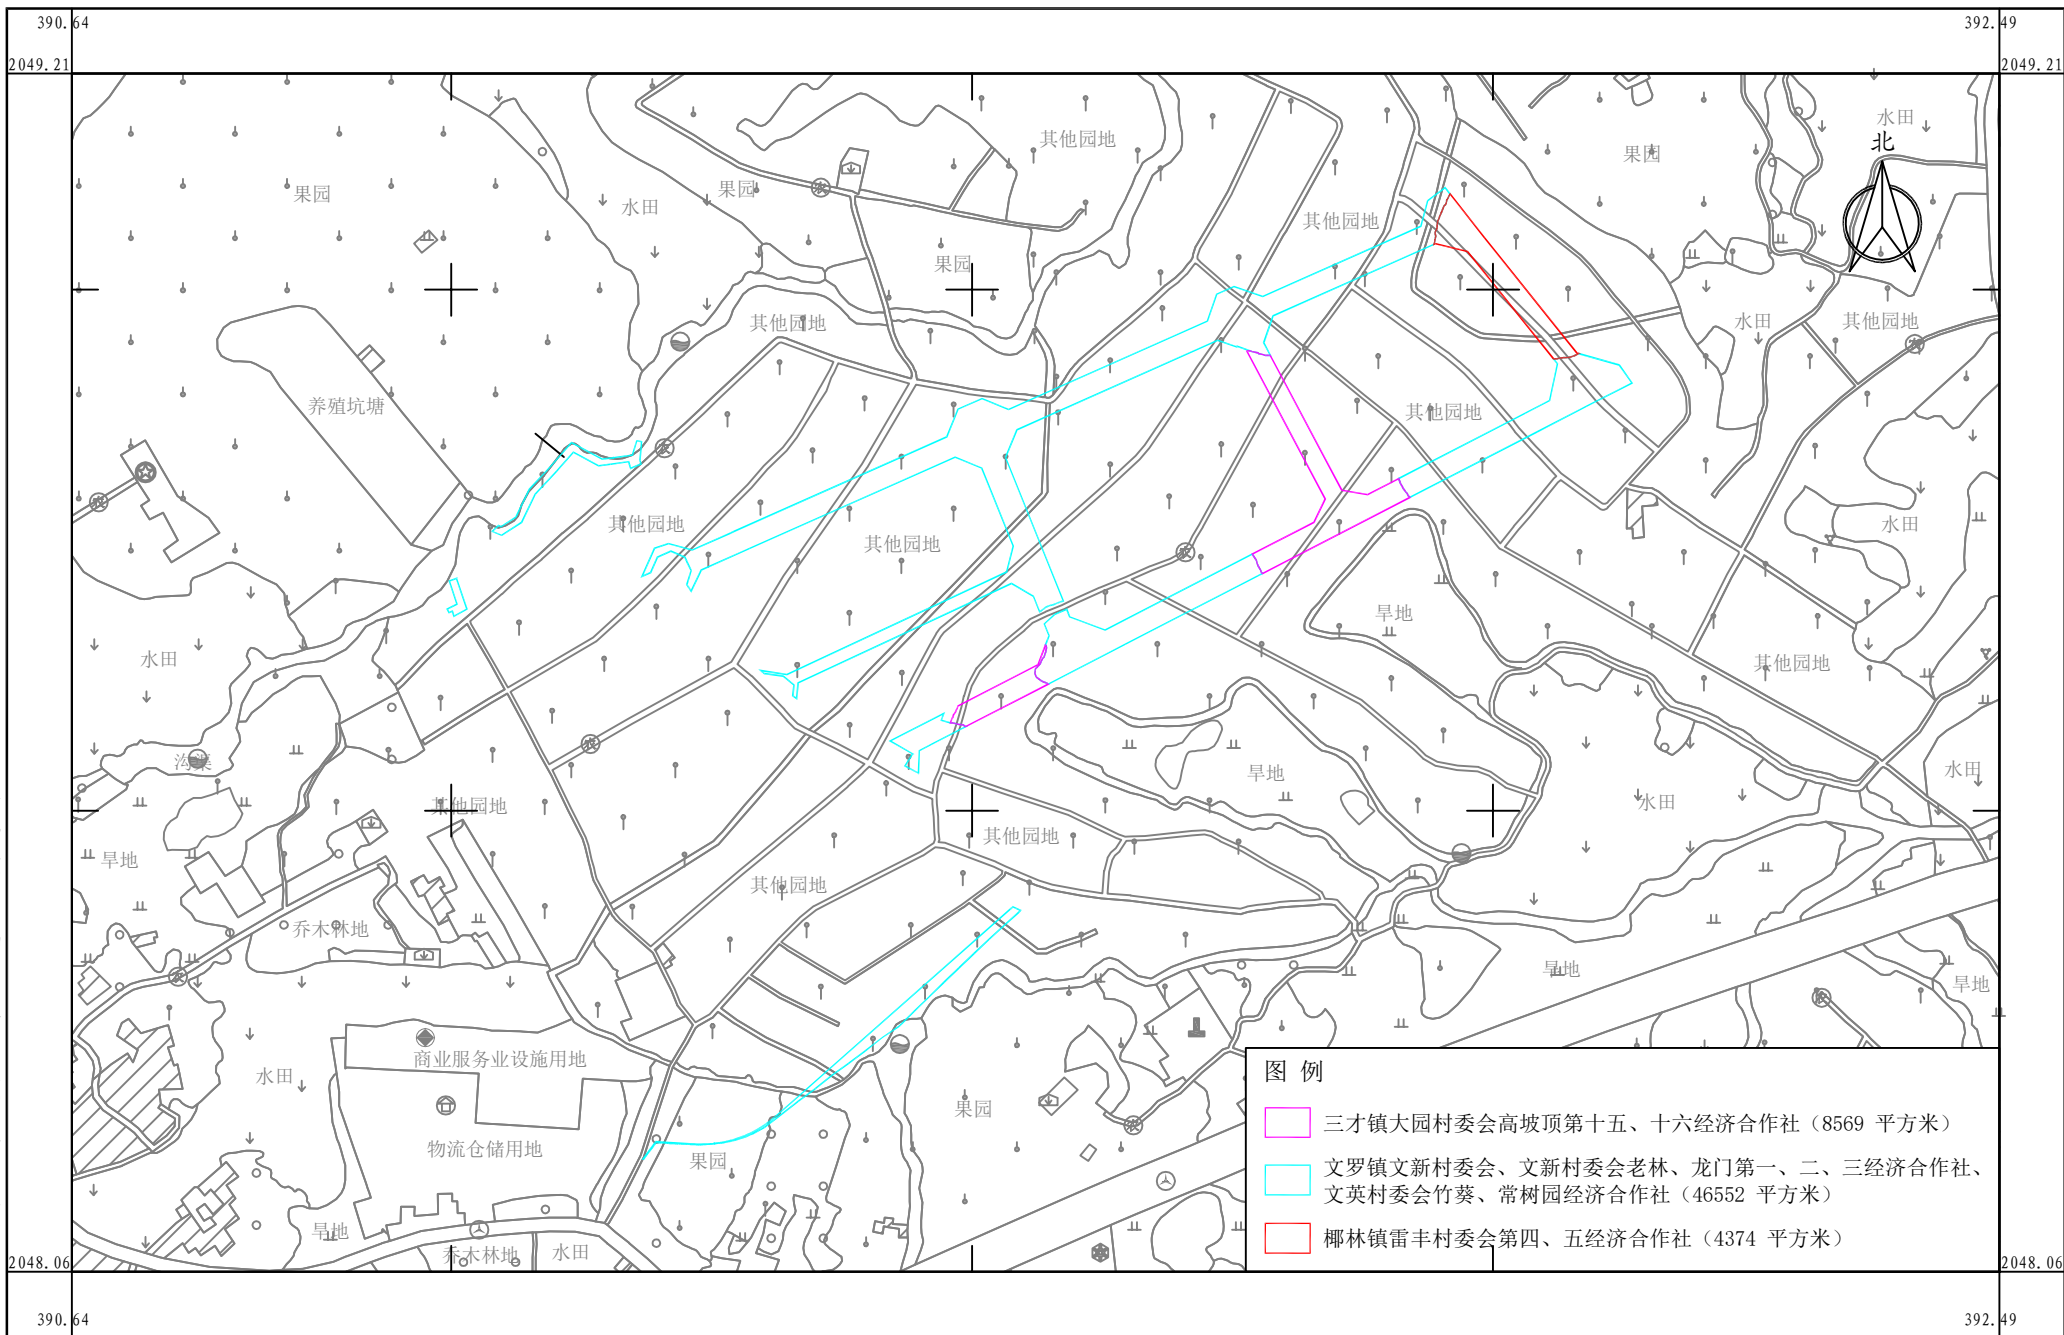 390.64
392.49
2049.21
2049.21
水田
北
其他园地
果园
果园
果园
水田
其他园地
果园
其他园地
水田
其他园地
养殖坑塘
其他园地
其他园地
其他园地
水田
旱地
水田
其他园地
沟渠
旱地
水田
其他园地
水田
其他园地
旱地
其他园地
乔木林地
旱地
旱地
商业服务业设施用地
水田
果园
物流仓储用地
果园
旱地
乔木林地
水田
图 例
三才镇大园村委会高坡顶第十五、十六经济合作社（8569 平方米）
文罗镇文新村委会、文新村委会老林、龙门第一、二、三经济合作社、
文英村委会竹葵、常树园经济合作社（46552 平方米）
椰林镇雷丰村委会第四、五经济合作社（4374 平方米）
2048.06
2048.06
390.64
392.49